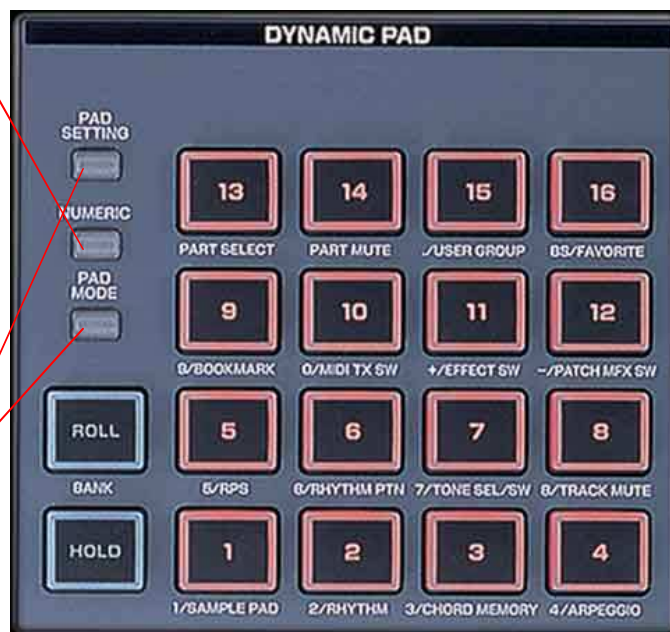 DYNAMIC PAD
PAD
SETTING
13 14 15 16
NUMERIC
PART SELECT PART MUTE ./USER GROUP BS/FAVORITE
PAD
MODE
9 10 11 12
9/BOOKMARK 0/MIDI TX SW +/EFFECT SW -/PATCH MFX SW
ROLL 5 6 7 8
BANK 5/RPS 6/RHYTHM PTN 7/TONE SEL/SW 8/TRACK MUTE
HOLD 1 2 3 4
1/SAMPLE PAD 2/RHYTHM 3/CHORD MEMORY 4/ARPEGGIO